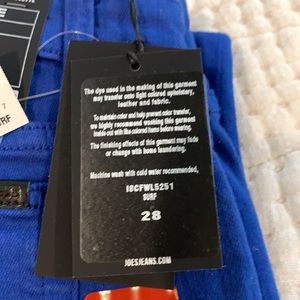 The dye used in the making of this garment
may transfer onto light colored upholstery,
leather and fabric.
To maintain color and help prevent color transfer,
we highly recommend washing this garment
inside out with like colored items before wearing.
The finishing effects of this garment may fade
or change with home laundering.
Machine wash with cold water recommended,
I8CFWL5251
SURF
28
JOESJEANS.COM
7
RF